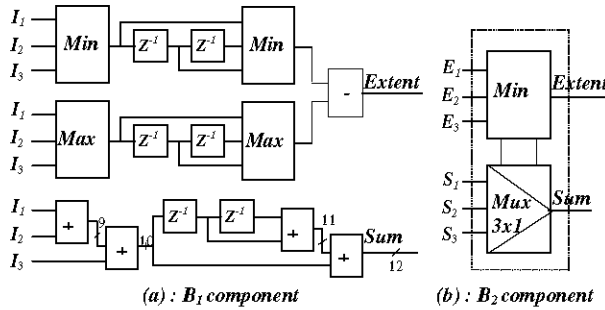 I1
I2
I3
Min
Z-1
Z-1
Min
I1
I2
I3
Max
Z-1
Z-1
Max
-
Extent
I1
I2
I3
+
9
+
10
Z-1
Z-1
+
11
+
Sum
12
(a) : B1 component
E1
E2
E3
Min
Extent
S1
S2
S3
Mux
3x1
Sum
(b) : B2 component